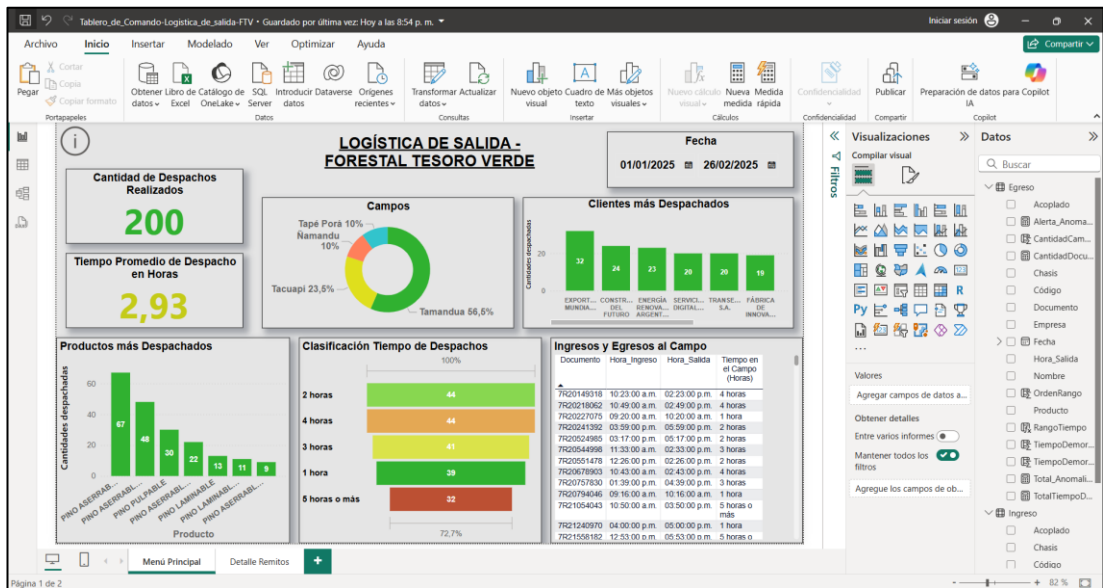 Tablero_de_Comando-Logística_de_salida-FTV • Guardado por última vez: Hoy a las 8:54 p. m.
Iniciar sesión
Archivo Inicio Insertar Modelado Ver Optimizar Ayuda
Compartir
Pegar
Cortar
Copia
Copiar formato
Portapapeles
Obtener datos
Libro de Excel
Catálogo de OneLake
SQL Server
Introducir datos
Dataverse
Orígenes recientes
Datos
Transformar datos
Actualizar
Consultas
Nuevo objeto visual
Cuadro de texto
Más objetos visuales
Insertar
Nuevo cálculo visual
Nueva medida
Medida rápida
Cálculos
Confidencialidad
Confidencialidad
Publicar
Compartir
Preparación de datos para IA
Copilot
Copilot
LOGÍSTICA DE SALIDA -
FORESTAL TESORO VERDE
Fecha
01/01/2025 26/02/2025
Cantidad de Despachos
Realizados
200
Tiempo Promedio de Despacho
en Horas
2,93
Campos
Tapé Porà 10%
Ñamandu
10%
Tacuapi 23,5%
Tamandua 56,5%
Clientes más Despachados
Cantidades despachadas
20
0
32 24 23 20 20 19
EXPORT... MUNDIA...
CONSTR... DEL FUTURO
ENERGÍA RENOVA... ARGENT...
SERVICI... DIGITAL...
TRANSE... S.A.
FÁBRICA DE INNOVA...
Productos más Despachados
Cantidades despachadas
60
40
20
0
67 48 30 22 13 11 9
PINO ASERRAB...
PINO ASERRABL...
PINO PULPABLE
PINO ASERRABL...
PINO LAMINABLE
PINO LAMINABL...
PINO ASERRABL...
Producto
Clasificación Tiempo de Despachos
100%
2 horas 44
4 horas 44
3 horas 41
1 hora 39
5 horas o más 32
72,7%
Ingresos y Egresos al Campo
Documento Hora_Ingreso Hora_Salida Tiempo en el Campo (Horas)
7R20149318 10:23:00 a.m. 02:23:00 p.m. 4 horas
7R20218062 10:49:00 a.m. 02:49:00 p.m. 4 horas
7R20227075 09:20:00 a.m. 10:20:00 a.m. 1 hora
7R20241392 03:59:00 p.m. 05:59:00 p.m. 2 horas
7R20524985 03:17:00 p.m. 05:17:00 p.m. 2 horas
7R20544998 11:33:00 a.m. 02:33:00 p.m. 3 horas
7R20551478 12:26:00 p.m. 02:26:00 p.m. 2 horas
7R20678903 10:43:00 a.m. 02:43:00 p.m. 4 horas
7R20757830 01:39:00 p.m. 04:39:00 p.m. 3 horas
7R20794046 09:16:00 a.m. 10:16:00 a.m. 1 hora
7R21054043 10:50:00 a.m. 03:50:00 p.m. 5 horas o más
7R21240970 04:00:00 p.m. 05:00:00 p.m. 1 hora
7R21558182 12:53:00 p.m. 05:53:00 p.m. 5 horas o
Filtros
Visualizaciones
Compilar visual
R
Py
...
Valores
Agregar campos de datos a...
Obtener detalles
Entre varios informes
Mantener todos los filtros
Agregue los campos de ob...
Datos
Buscar
Egreso
Acoplado
Alerta_Anoma...
CantidadCam...
CantidadDocu...
Chasis
Código
Documento
Empresa
Fecha
Hora_Salida
Nombre
OrdenRango
Producto
RangoTiempo
TiempoDemor...
TiempoDemor...
Total_Anomali...
TotalTiempoD...
Ingreso
Acoplado
Chasis
Código
Menú Principal
Detalle Remitos
Página 1 de 2
82 %